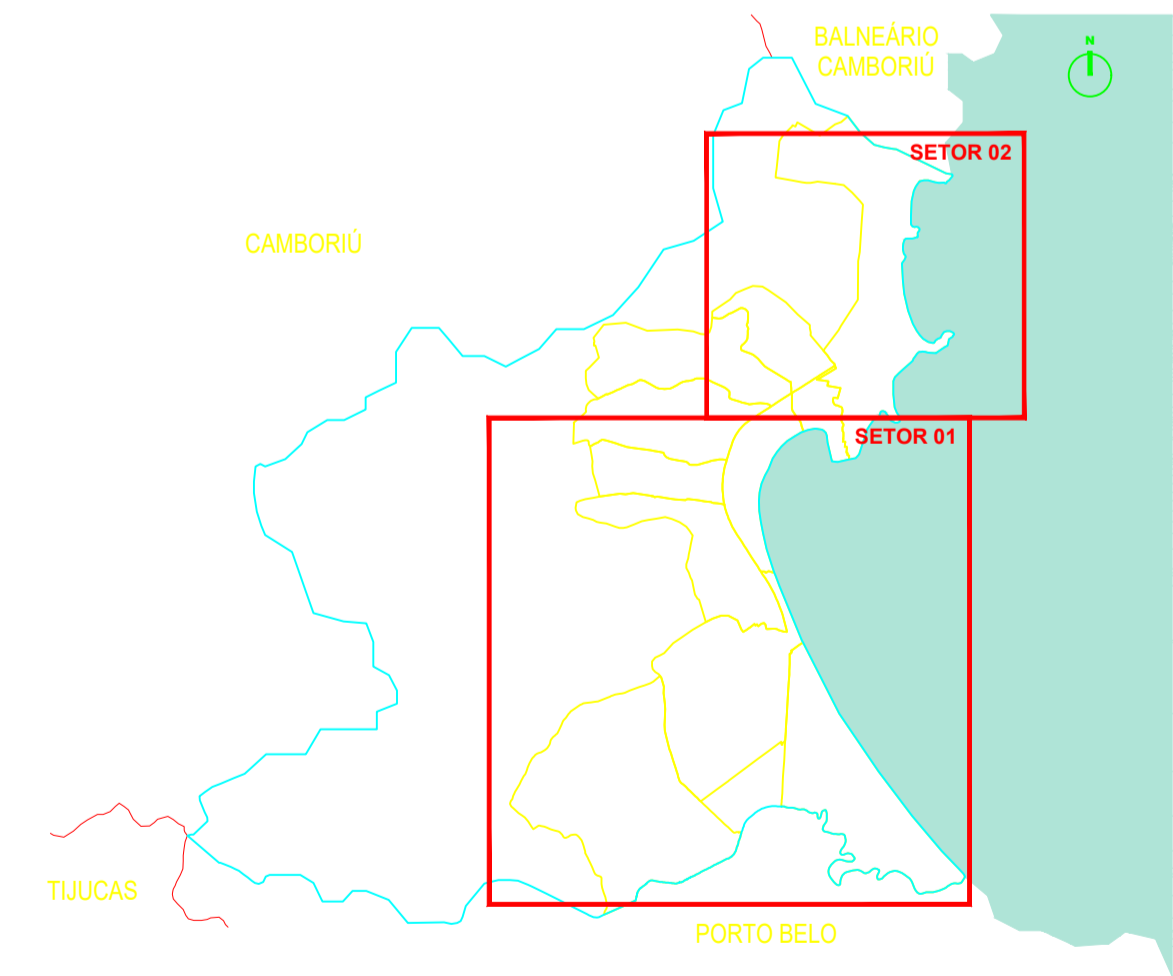 BALNEÁRIO
CAMBORIÚ
N
SETOR 02
CAMBORIÚ
SETOR 01
TIJUCAS
PORTO BELO